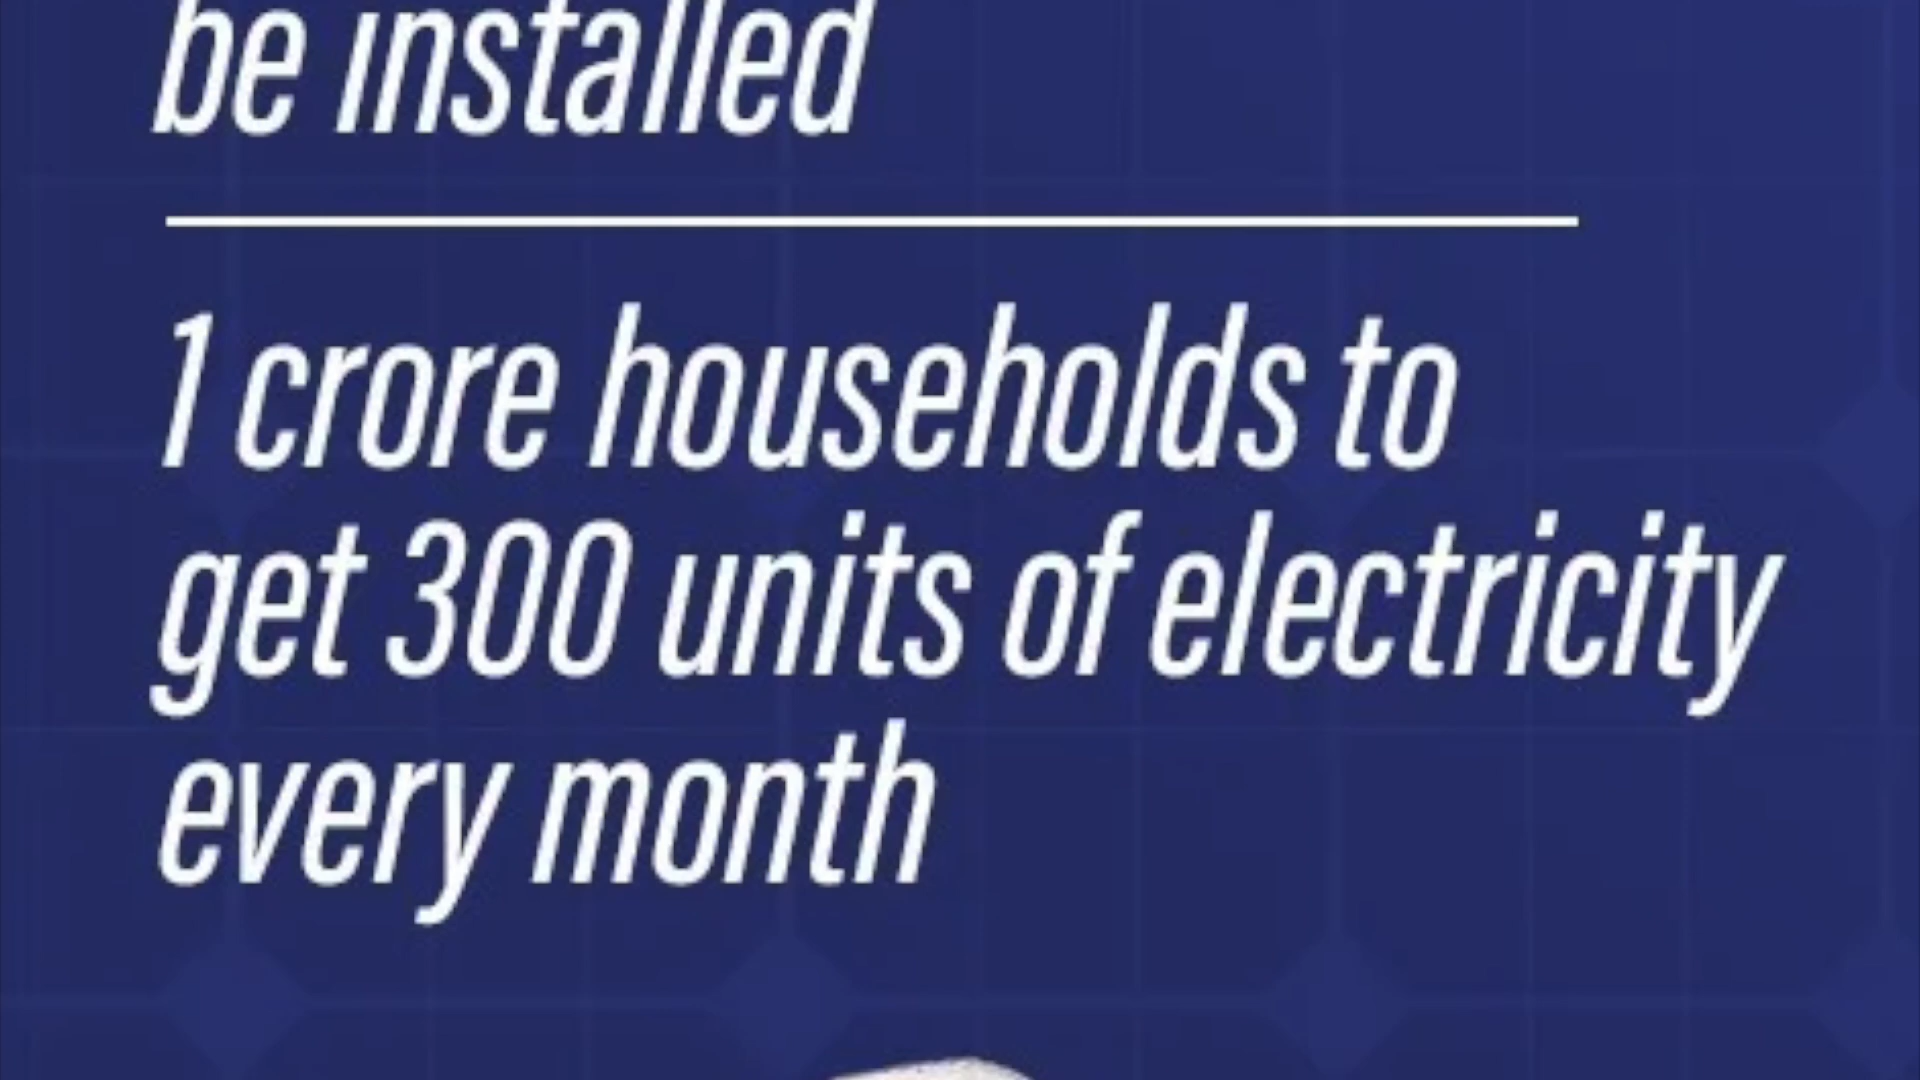 be installed
1 crore households to
get 300 units of electricity
every month